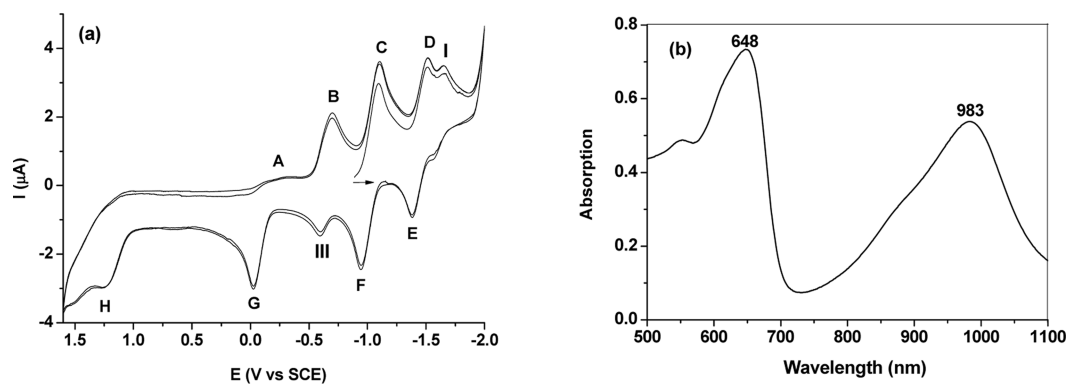 (a)
A
B
C
D
I
E
F
G
H
III
4
2
0
-2
-4
1.5
1.0
0.5
0.0
-0.5
-1.0
-1.5
-2.0
I (μA)
E (V vs SCE)
(b)
648
983
0.8
0.6
0.4
0.2
0.0
500
600
700
800
900
1000
1100
Absorption
Wavelength (nm)